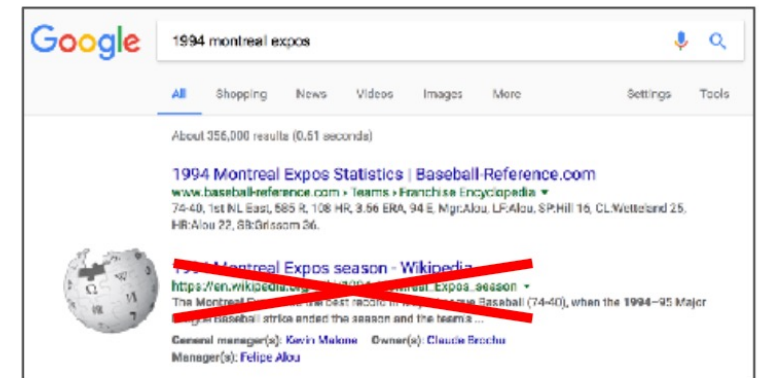 Google
1994 montreal expos
All Shopping News Videos Images More Settings Tools
About 356,000 results (0.61 seconds)
1994 Montreal Expos Statistics | Baseball-Reference.com
www.baseball-reference.com › Teams › Franchise Encyclopedia
74-40, 1st NL East, 585 R, 108 HR, 3.56 ERA, 94 E, Mgr:Alou, LF:Alou, SP:Hill 16, CL:Wetteland 25,
HR:Alou 22, SB:Grissom 36.
1994 Montreal Expos season - Wikipedia
https://en.wikipedia.org Montreal_Expos_season
The Montreal the best record in Baseball (74-40), when the 1994–95 Major
League Baseball strike ended the season and the team's ...
General manager(s): Kevin Malone Owner(s): Claude Brochu
Manager(s): Felipe Alou